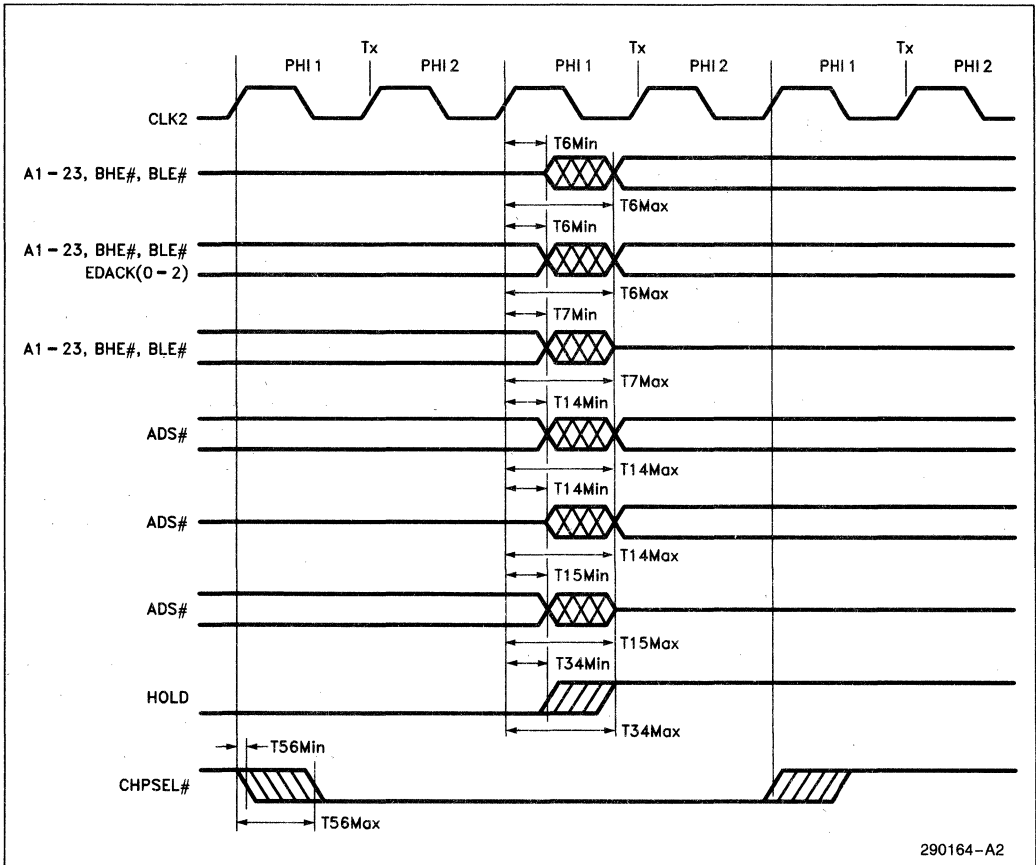 Tx Tx Tx
PHI 1 PHI 2 PHI 1 PHI 2 PHI 1 PHI 2
CLK2
T6Min
A1-23, BHE#, BLE#
T6Max
T6Min
A1-23, BHE#, BLE#
EDACK(0-2)
T6Max
T7Min
A1-23, BHE#, BLE#
T7Max
T14Min
ADS#
T14Max
T14Min
ADS#
T14Max
T15Min
ADS#
T15Max
T34Min
HOLD
T34Max
T56Min
CHPSEL#
T56Max
290164-A2